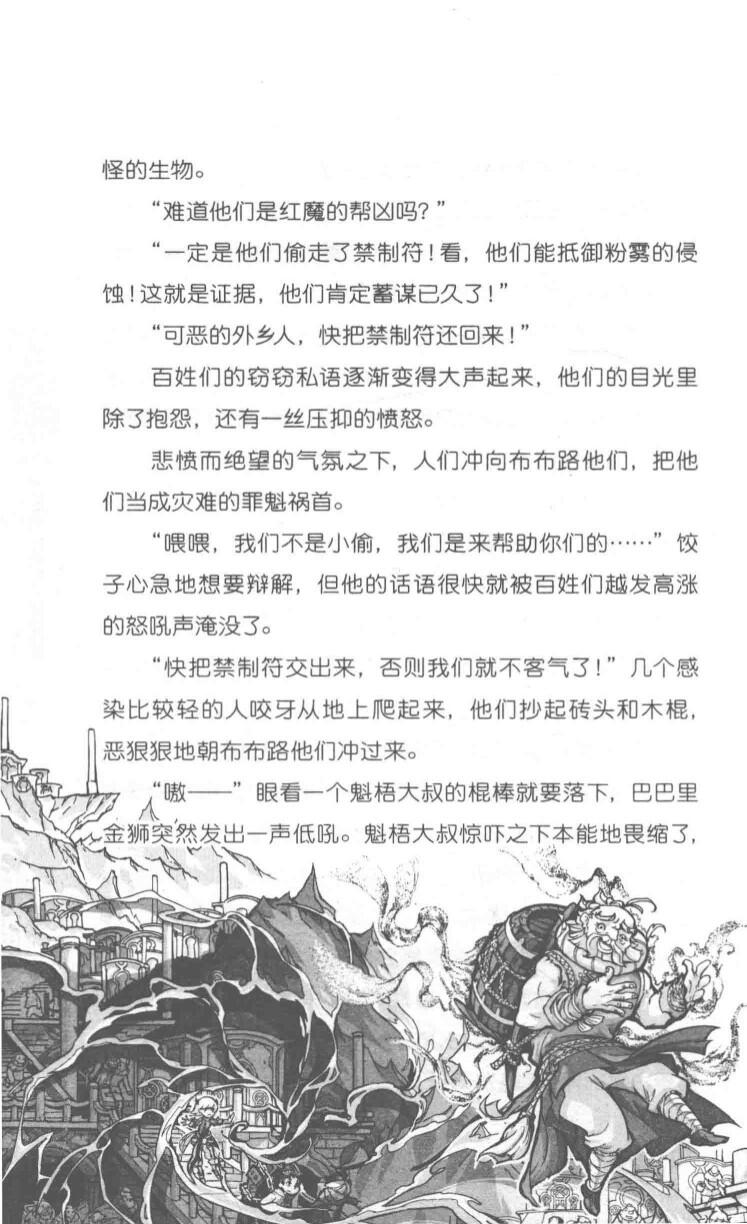 怪的生物。
“难道他们是红魔的帮凶吗？”
“一定是他们偷走了禁制符！看，他们能抵御粉雾的侵
蚀！这就是证据，他们肯定蓄谋已久了！”
“可恶的外乡人，快把禁制符还回来！”
百姓们的窃窃私语逐渐变得大声起来，他们的目光里
除了抱怨，还有一丝压抑的愤怒。
悲愤而绝望的气氛之下，人们冲向布布路他们，把他
们当成灾难的罪魁祸首。
“喂喂，我们不是小偷，我们是来帮助你们的……”饺
子心急地想要辩解，但他的话语很快就被百姓们越发高涨
的怒吼声淹没了。
“快把禁制符交出来，否则我们就不客气了！”几个感
染比较轻的人咬牙从地上爬起来，他们抄起砖头和木棍，
恶狠狠地朝布布路他们冲过来。
“嗷——”眼看一个魁梧大叔的棍棒就要落下，巴巴里
金狮突然发出一声低吼。魁梧大叔惊吓之下本能地畏缩了，